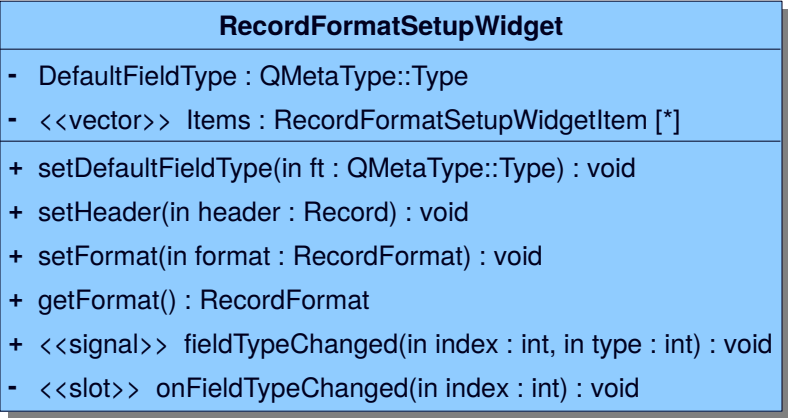 RecordFormatSetupWidget
- DefaultFieldType : QMetaType::Type
- <<vector>> Items : RecordFormatSetupWidgetItem [*]
+ setDefaultFieldType(in ft : QMetaType::Type) : void
+ setHeader(in header : Record) : void
+ setFormat(in format : RecordFormat) : void
+ getFormat() : RecordFormat
+ <<signal>> fieldTypeChanged(in index : int, in type : int) : void
- <<slot>> onFieldTypeChanged(in index : int) : void